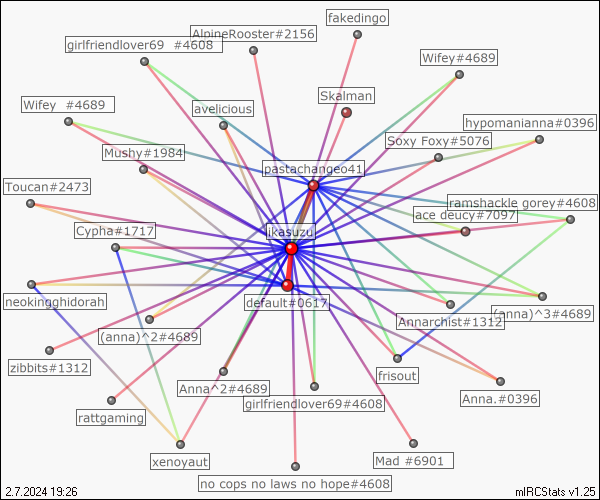 fakedingo
AlpineRooster#2156
girlfriendlover69 #4608
Wifey#4689
Skalman
Wifey #4689
avelicious
hypomanianna#0396
Soxy Foxy#5076
Mushy#1984
pastachangeo41
Toucan#2473
ramshackle gorey#4608
ace deucy#7097
Cypha#1717
likasuzu
neokingghidorah
default#0617
(anna)^3#4689
Annarchist#1312
(anna)^2#4689
zibbits#1312
frisout
Anna^2#4689
Anna.#0396
girlfriendlover69#4608
rattgaming
xenoyaut
Mad #6901
no cops no laws no hope#4608
2.7.2024 19:26
mIRCStats v1.25